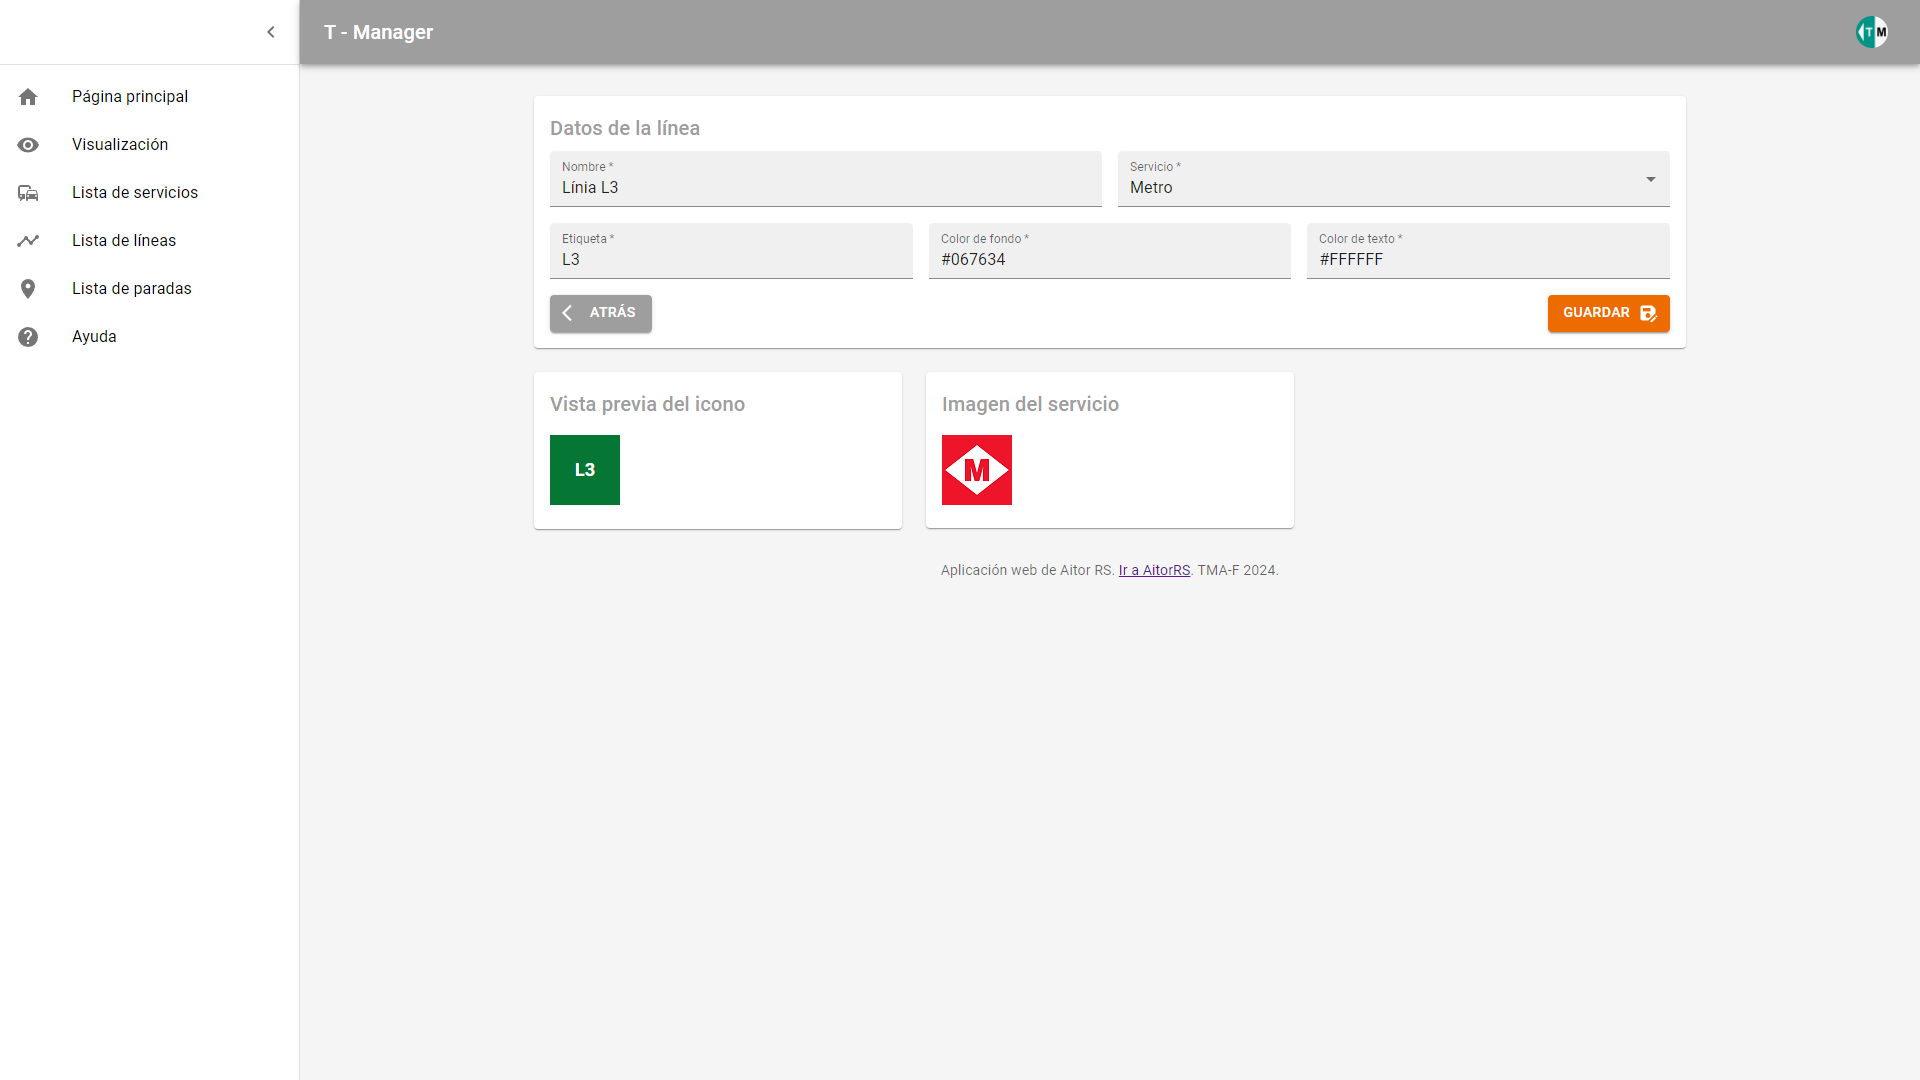 T - Manager
TM
Página principal
Visualización
Lista de servicios
Lista de líneas
Lista de paradas
Ayuda
Datos de la línea
Nombre *
Línia L3
Servicio *
Metro
Etiqueta *
L3
Color de fondo *
#067634
Color de texto *
#FFFFFF
ATRÁS
GUARDAR
Vista previa del icono
L3
Imagen del servicio
M
Aplicación web de Aitor RS. Ir a AitorRS. TMA-F 2024.